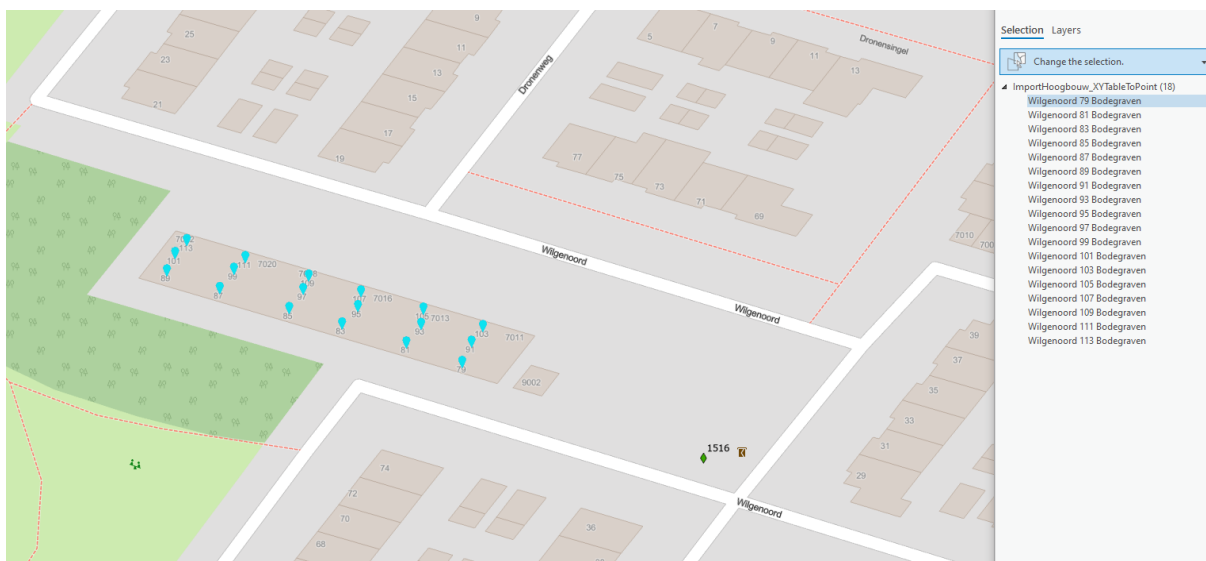 Selection Layers
Change the selection.
ImportHoogbouw_XYTableToPoint (18)
Wilgenoord 79 Bodegraven
Wilgenoord 81 Bodegraven
Wilgenoord 83 Bodegraven
Wilgenoord 85 Bodegraven
Wilgenoord 87 Bodegraven
Wilgenoord 89 Bodegraven
Wilgenoord 91 Bodegraven
Wilgenoord 93 Bodegraven
Wilgenoord 95 Bodegraven
Wilgenoord 97 Bodegraven
Wilgenoord 99 Bodegraven
Wilgenoord 101 Bodegraven
Wilgenoord 103 Bodegraven
Wilgenoord 105 Bodegraven
Wilgenoord 107 Bodegraven
Wilgenoord 109 Bodegraven
Wilgenoord 111 Bodegraven
Wilgenoord 113 Bodegraven
25
23
21
9
11
13
15
17
19
Dronenweg
5
7
9
11
13
Dronensingel
77
75
73
71
69
7010
Wilgenoord
Wilgenoord
113
101
89
111
7020
99
87
109
97
85
107
7016
95
83
105
7013
93
81
103
7011
91
79
9002
39
37
35
33
31
29
1516
Wilgenoord
74
72
70
68
36